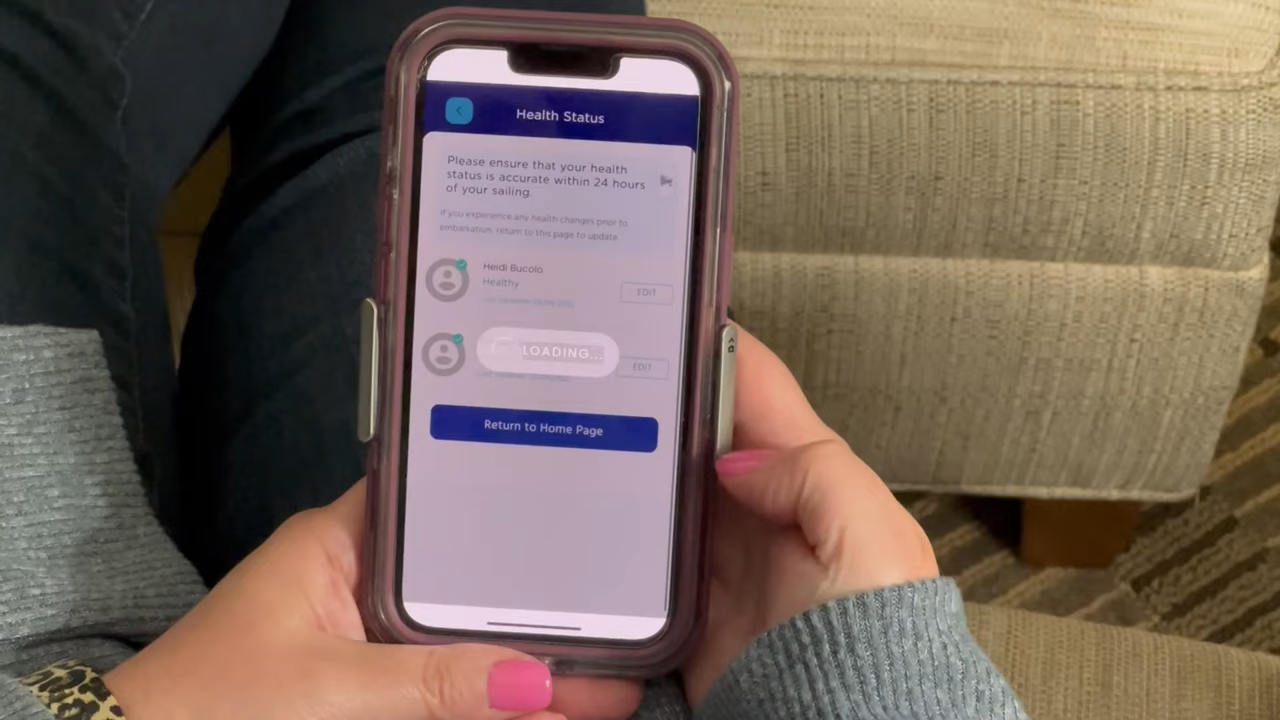 Health Status
Please ensure that your health
status is accurate within 24 hours
of your sailing.
If you experience any health changes prior to
embarkation, return to this page to update.
Heidi Bucolo
Healthy
EDIT
LOADING...
EDIT
Return to Home Page